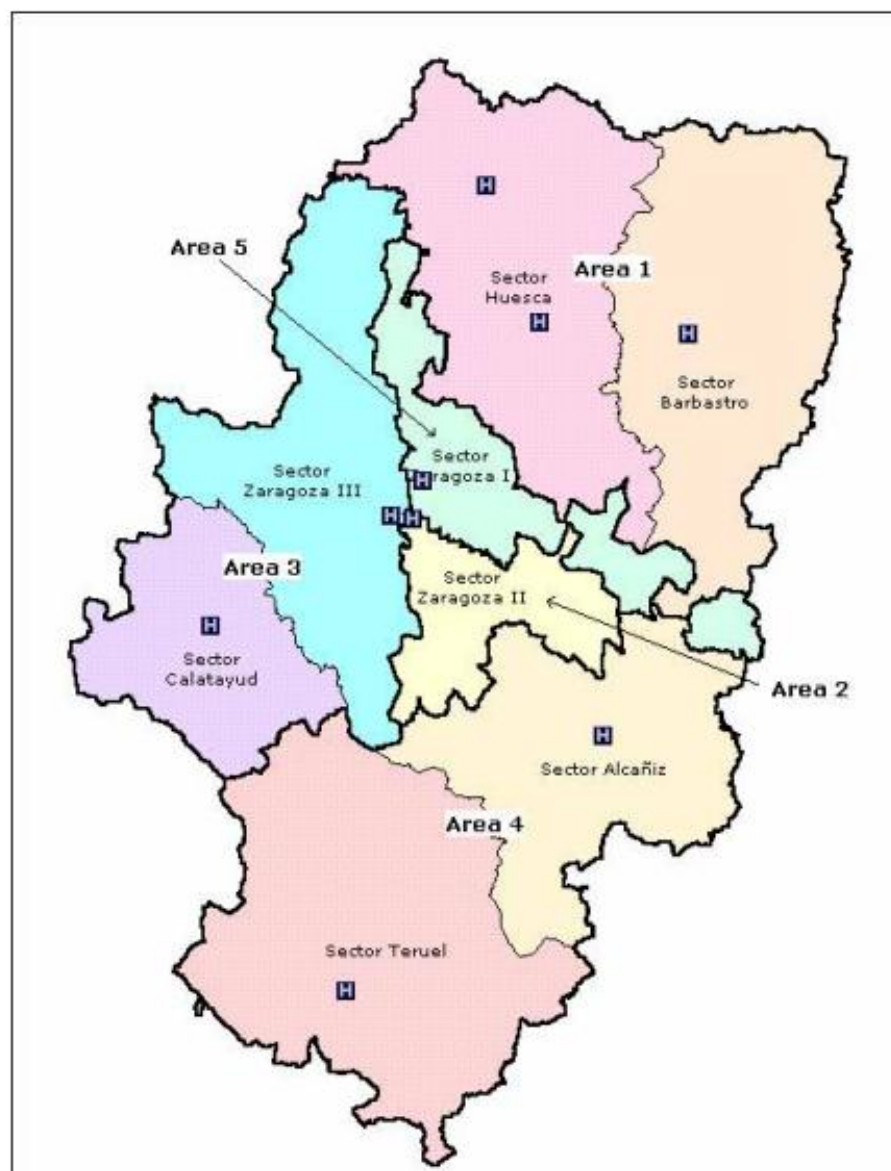 Area 5
Area 1
Sector
Huesca
Sector
Barbastro
Sector
ragoza I
Sector
Zaragoza III
Area 3
Sector
Zaragoza II
Sector
Calatayud
Area 2
Sector Alcañiz
Area 4
Sector Teruel
H
H
H
H
H
H
H
H
H